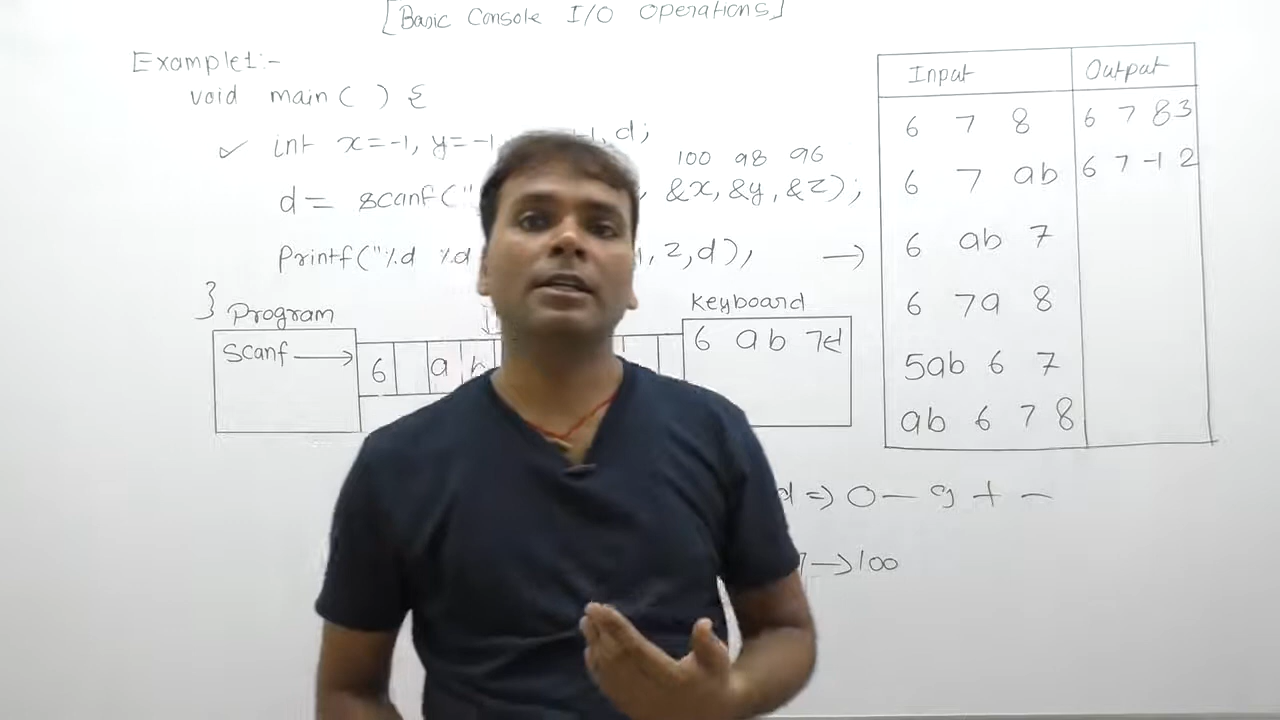 [Basic Console I/O Operations]
Example1:-
void main( ) {
✓ int x=-1, y=-1 -1, d;
100 98 96
d = scanf(" , &x, &y, &z);
Printf("%d %d , z, d); →
}
Program
scanf →
6 a b
Keyboard
6 ab 7↵
Input Output
6 7 8 6 7 8 3
6 7 ab 6 7 -1 2
6 ab 7
6 7a 8
5ab 6 7
ab 6 7 8
d => 0 - 9 + -
→ 100